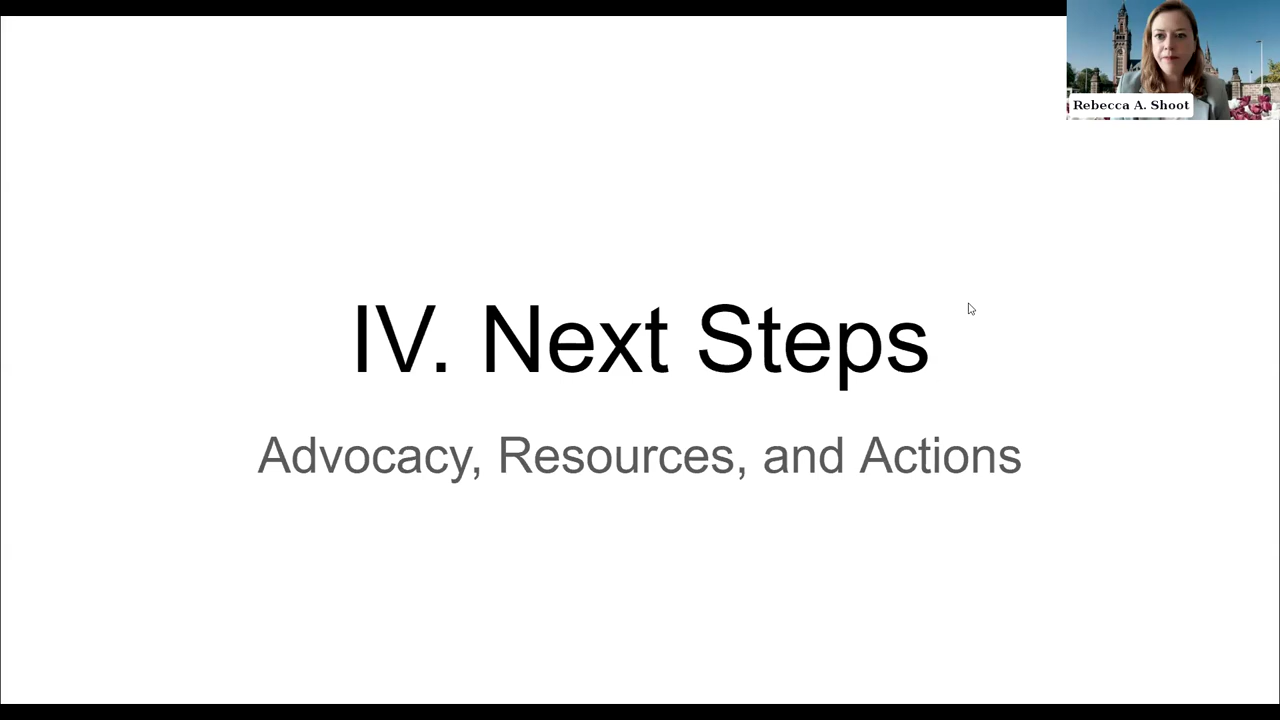 Rebecca A. Shoot
IV. Next Steps
Advocacy, Resources, and Actions